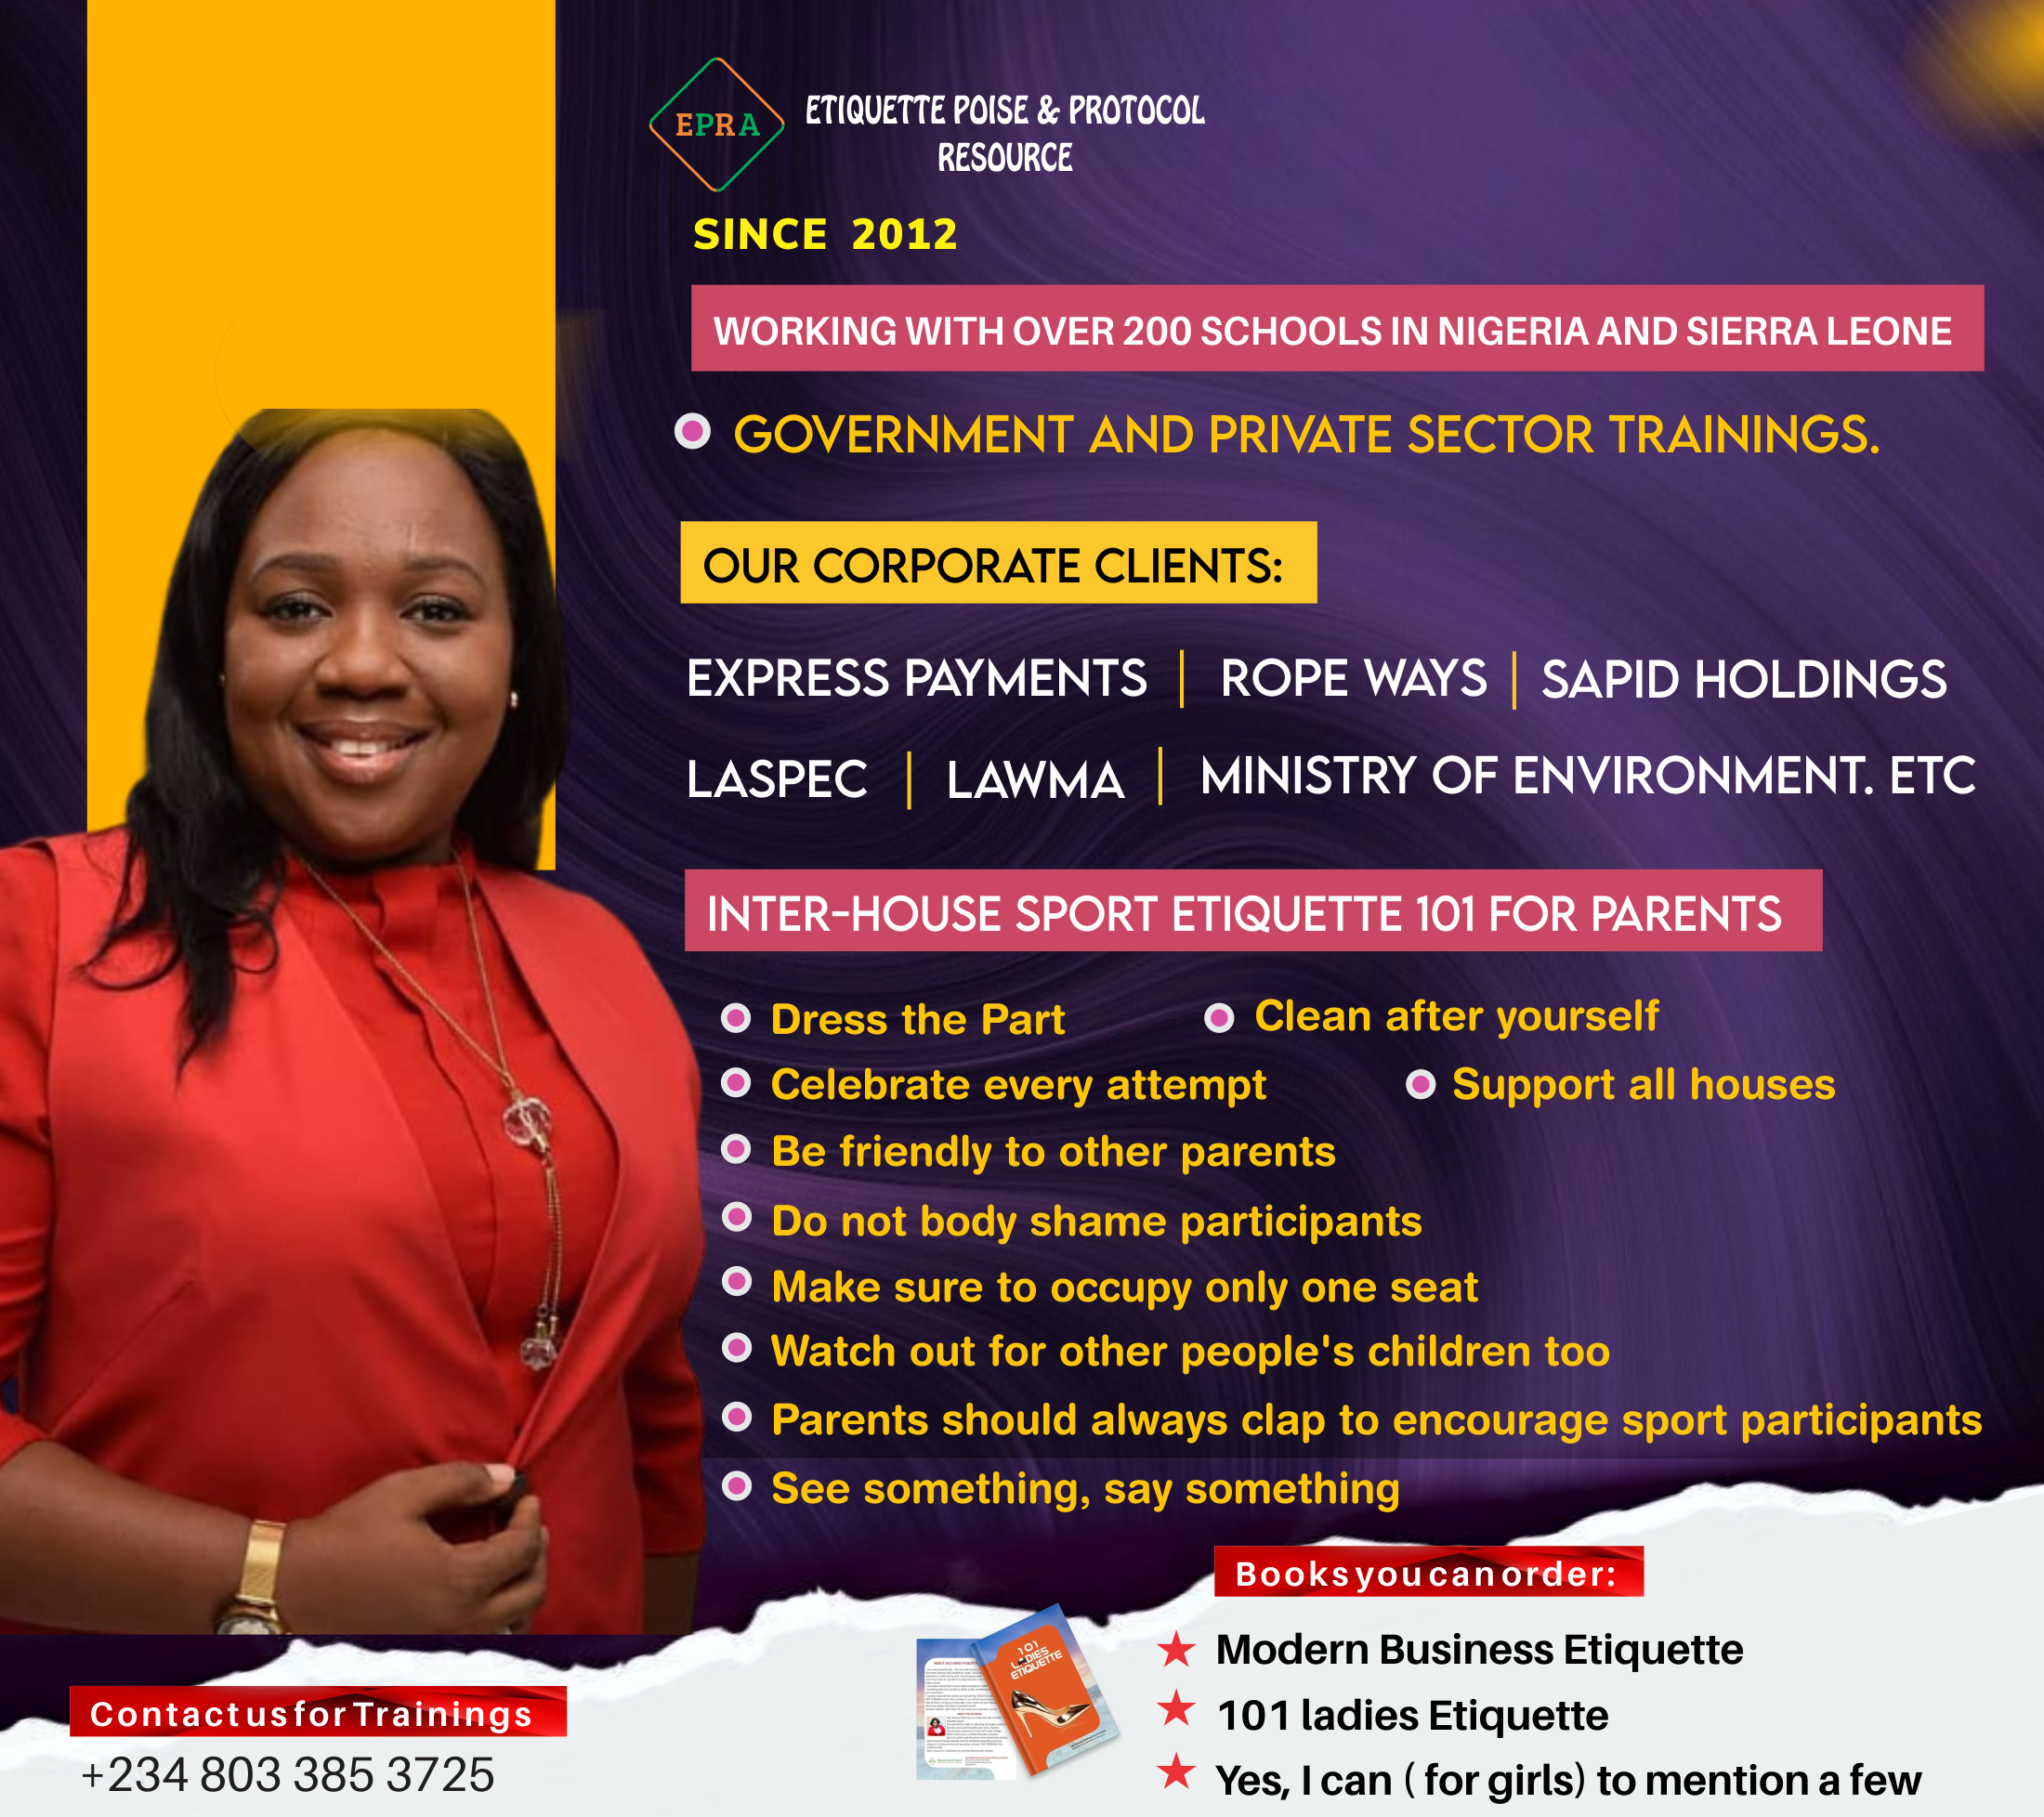 EPRA
ETIQUETTE POISE & PROTOCOL
RESOURCE
SINCE 2012
WORKING WITH OVER 200 SCHOOLS IN NIGERIA AND SIERRA LEONE
GOVERNMENT AND PRIVATE SECTOR TRAININGS.
OUR CORPORATE CLIENTS:
EXPRESS PAYMENTS | ROPE WAYS | SAPID HOLDINGS
LASPEC | LAWMA | MINISTRY OF ENVIRONMENT. ETC
INTER-HOUSE SPORT ETIQUETTE 101 FOR PARENTS
Dress the Part
Clean after yourself
Celebrate every attempt
Support all houses
Be friendly to other parents
Do not body shame participants
Make sure to occupy only one seat
Watch out for other people's children too
Parents should always clap to encourage sport participants
See something, say something
Books you can order:
Modern Business Etiquette
101 ladies Etiquette
Yes, I can ( for girls) to mention a few
101
LADIES
ETIQUETTE
Contact us for Trainings
+234 803 385 3725